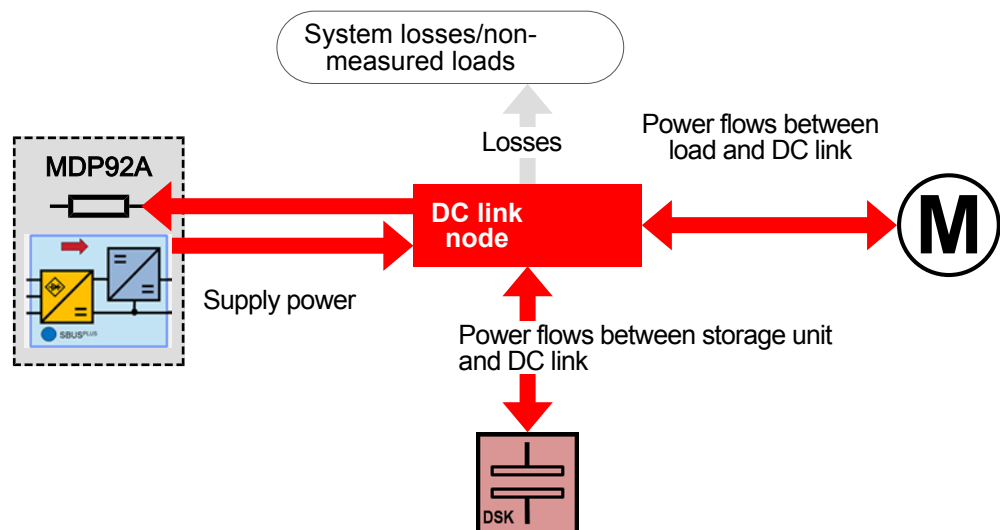 System losses/non-
measured loads
Losses
Power flows between
load and DC link
MDP92A
DC link
node
M
Supply power
SBUSPLUS
Power flows between storage unit
and DC link
DSK